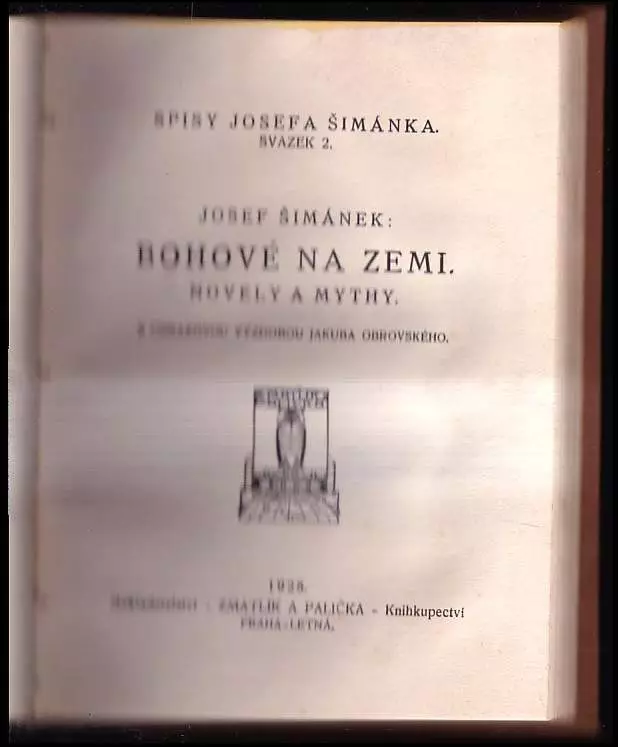 SPISY JOSEFA ŠIMÁNKA.
SVAZEK 2.
JOSEF ŠIMÁNEK:
BOHOVÉ NA ZEMI.
NOVELY A MYTHY.
S OBRAZOVOU VÝZDOBOU JAKUBA OBROVSKÉHO.
ZMATLÍK A PALIČKA - Knihkupectví
PRAHA-LETNÁ.